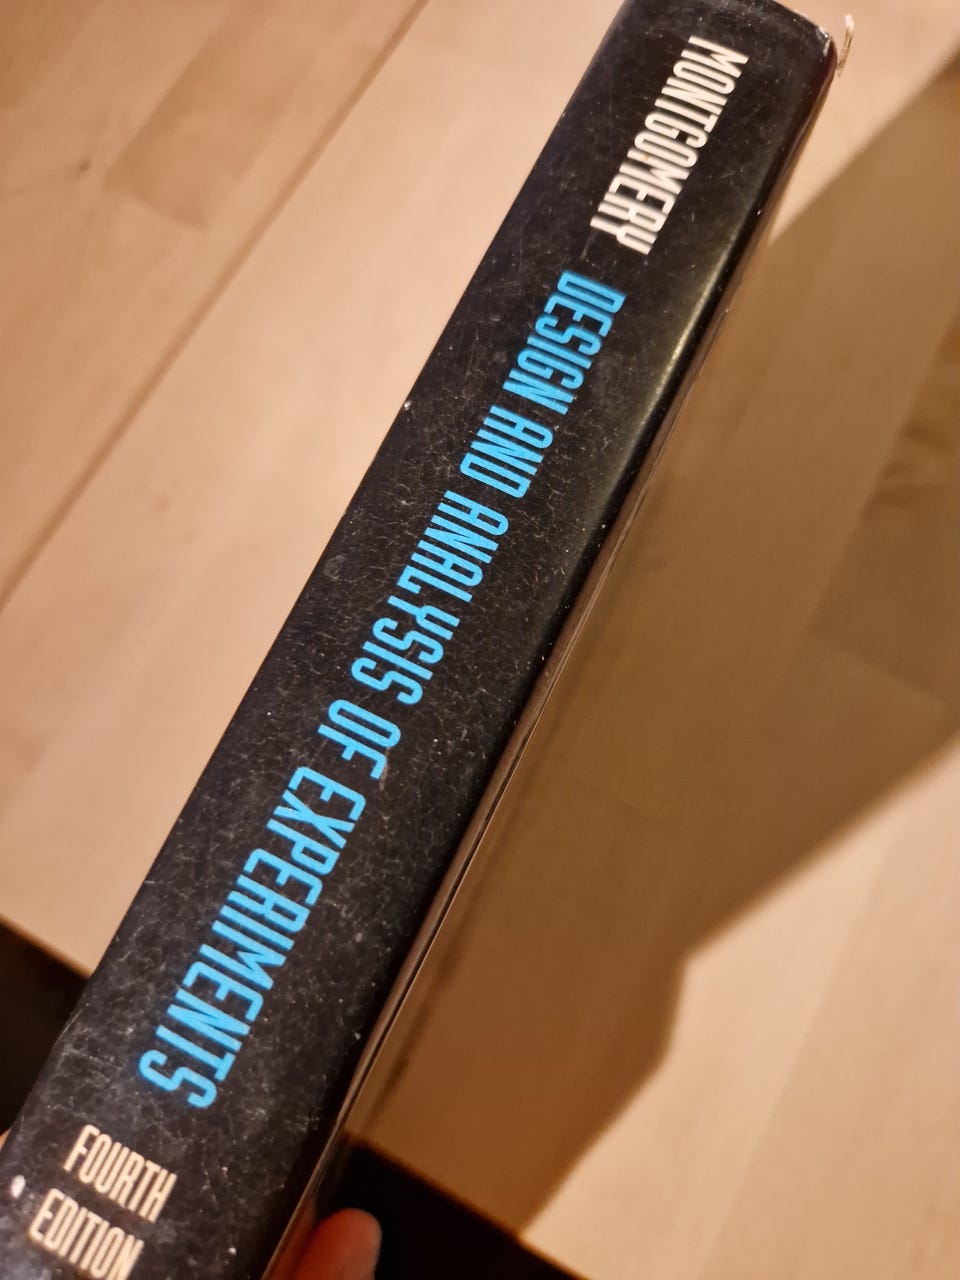 MONTGOMERY
DESIGN AND ANALYSIS OF EXPERIMENTS
FOURTH
EDITION